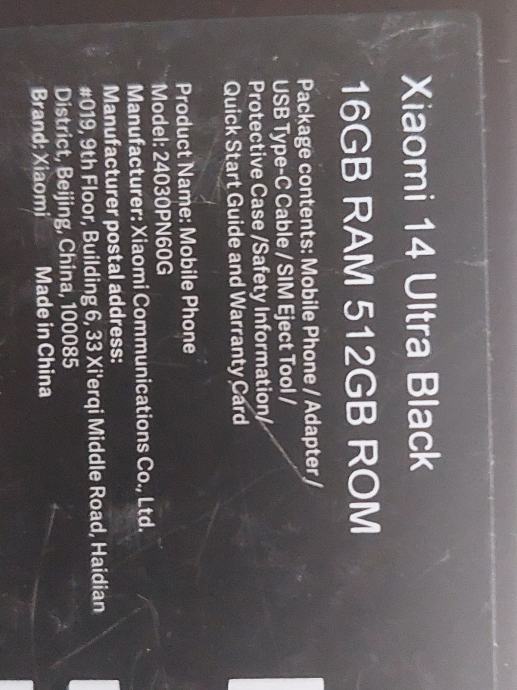 Xiaomi 14 Ultra Black
16GB RAM 512GB ROM
Package contents: Mobile Phone / Adapter /
USB Type-C Cable / SIM Eject Tool /
Protective Case /Safety Information/
Quick Start Guide and Warranty Card
Product Name: Mobile Phone
Model: 24030PN60G
Manufacturer: Xiaomi Communications Co., Ltd.
Manufacturer postal address:
#019, 9th Floor, Building 6, 33 Xi'erqi Middle Road, Haidian
District, Beijing, China, 100085
Brand: Xiaomi Made in China